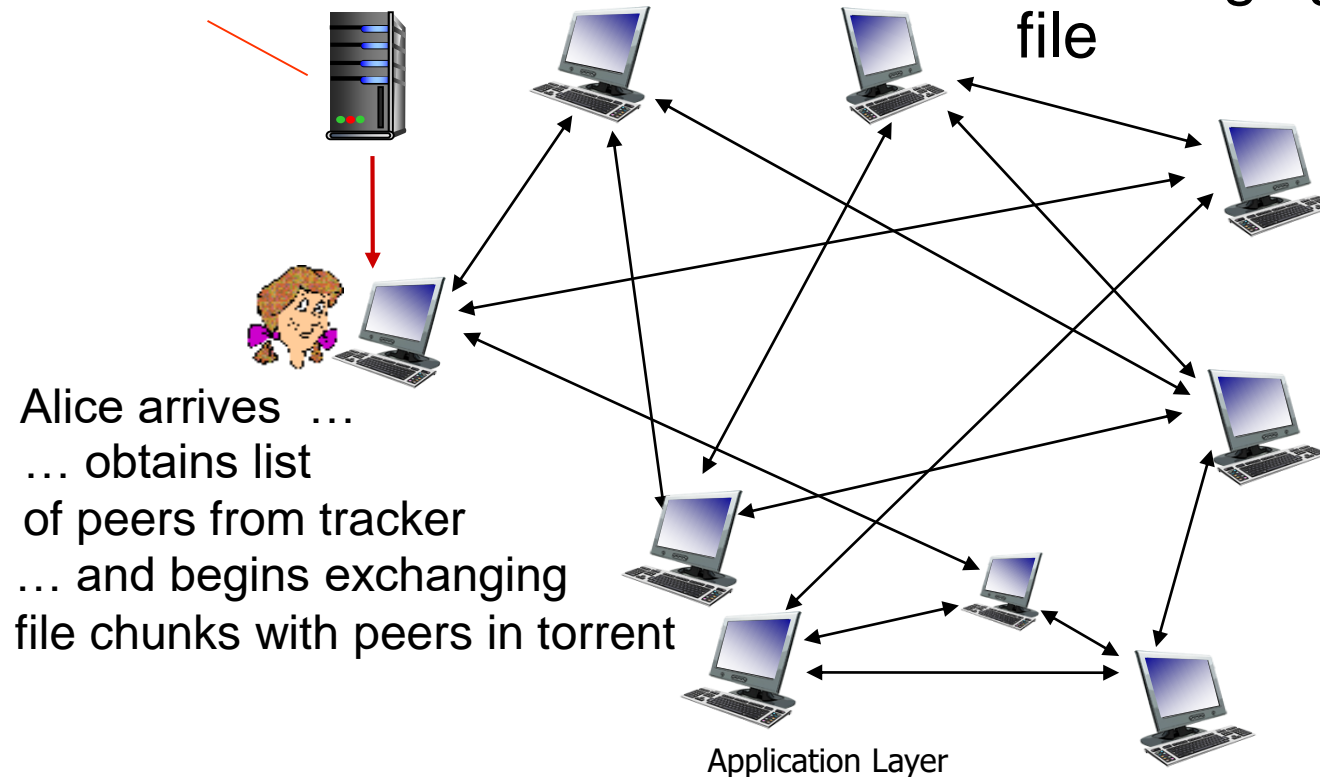 file
Alice arrives …
… obtains list
of peers from tracker
… and begins exchanging
file chunks with peers in torrent
Application Layer